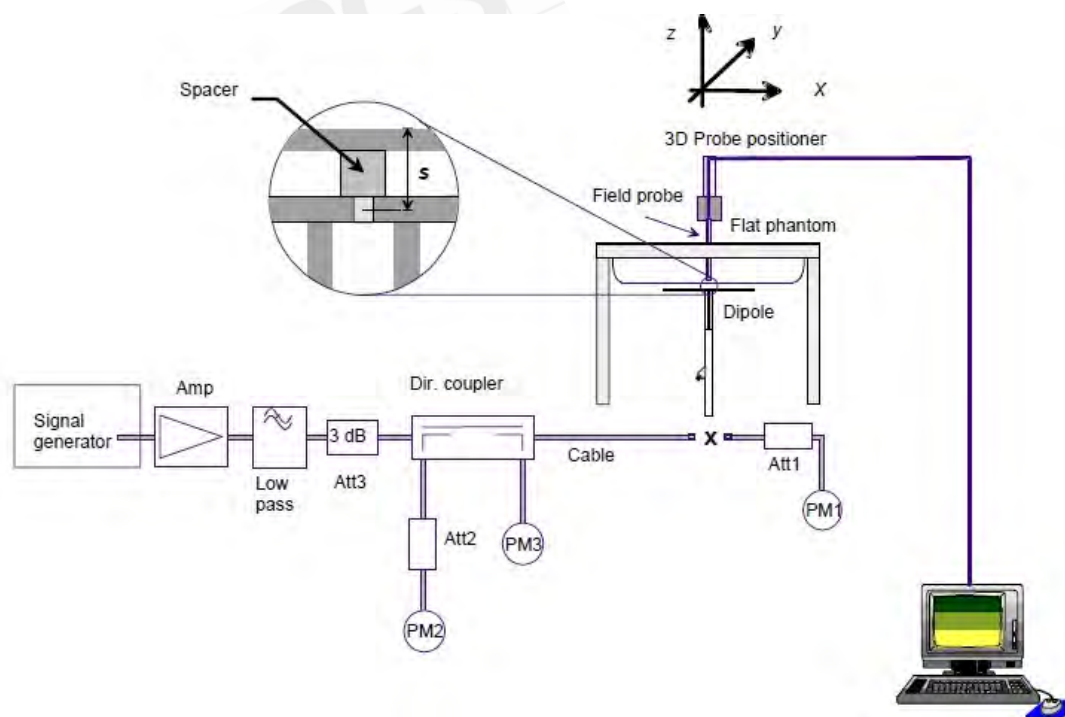 z
y
X
Spacer
3D Probe positioner
s
Field probe
Flat phantom
Dipole
Dir. coupler
Amp
Signal
generator
3 dB
X
Cable
Att1
Low
pass
Att3
PM1
Att2
PM3
PM2